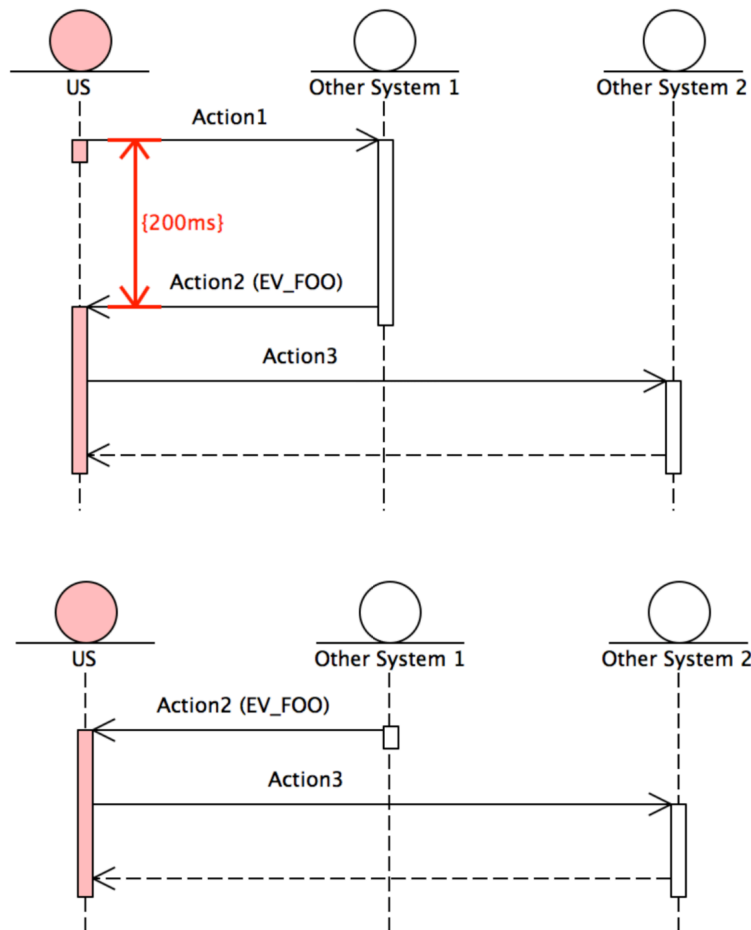 US
Other System 1
Other System 2
Action1
{200ms}
Action2 (EV_FOO)
Action3
US
Other System 1
Other System 2
Action2 (EV_FOO)
Action3